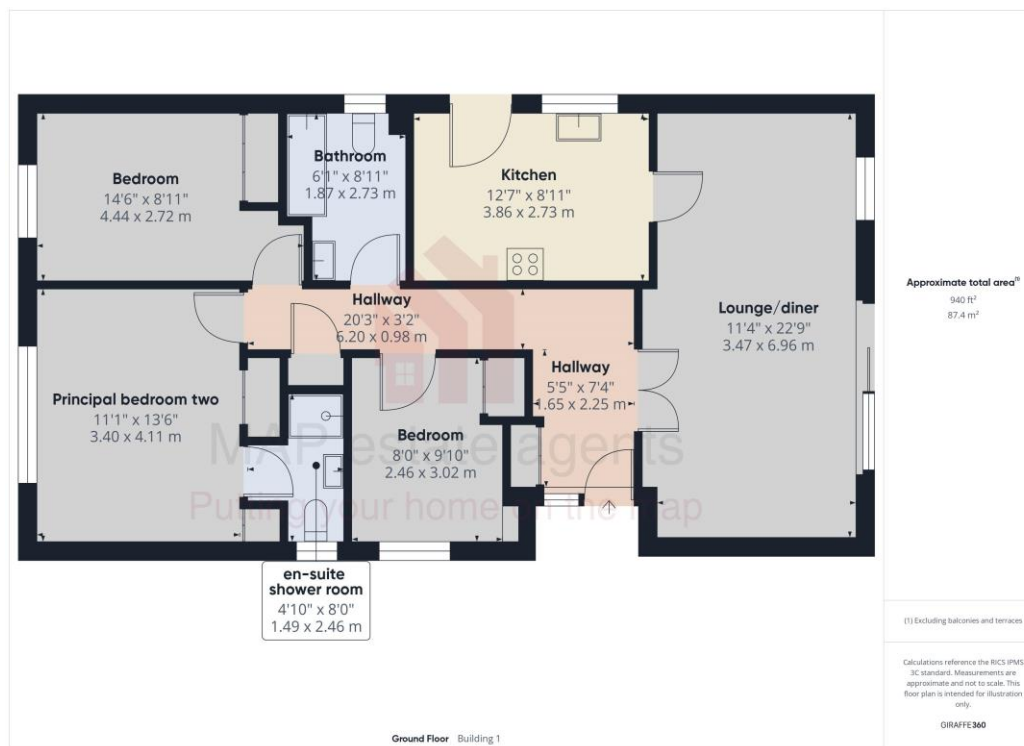 Bedroom
14'6" x 8'11"
4.44 x 2.72 m
Bathroom
6'1" x 8'11"
1.87 x 2.73 m
Kitchen
12'7" x 8'11"
3.86 x 2.73 m
Hallway
20'3" x 3'2"
6.20 x 0.98 m
Lounge/diner
11'4" x 22'9"
3.47 x 6.96 m
Hallway
5'5" x 7'4"
1.65 x 2.25 m
Principal bedroom two
11'1" x 13'6"
3.40 x 4.11 m
Bedroom
8'0" x 9'10"
2.46 x 3.02 m
MAP estate agents
Putting your home on the map
en-suite
shower room
4'10" x 8'0"
1.49 x 2.46 m
Ground Floor Building 1
Approximate total area(1)
940 ft²
87.4 m²
(1) Excluding balconies and terraces
Calculations reference the RICS IPMS
3C standard. Measurements are
approximate and not to scale. This
floor plan is intended for illustration
only.
GIRAFFE360